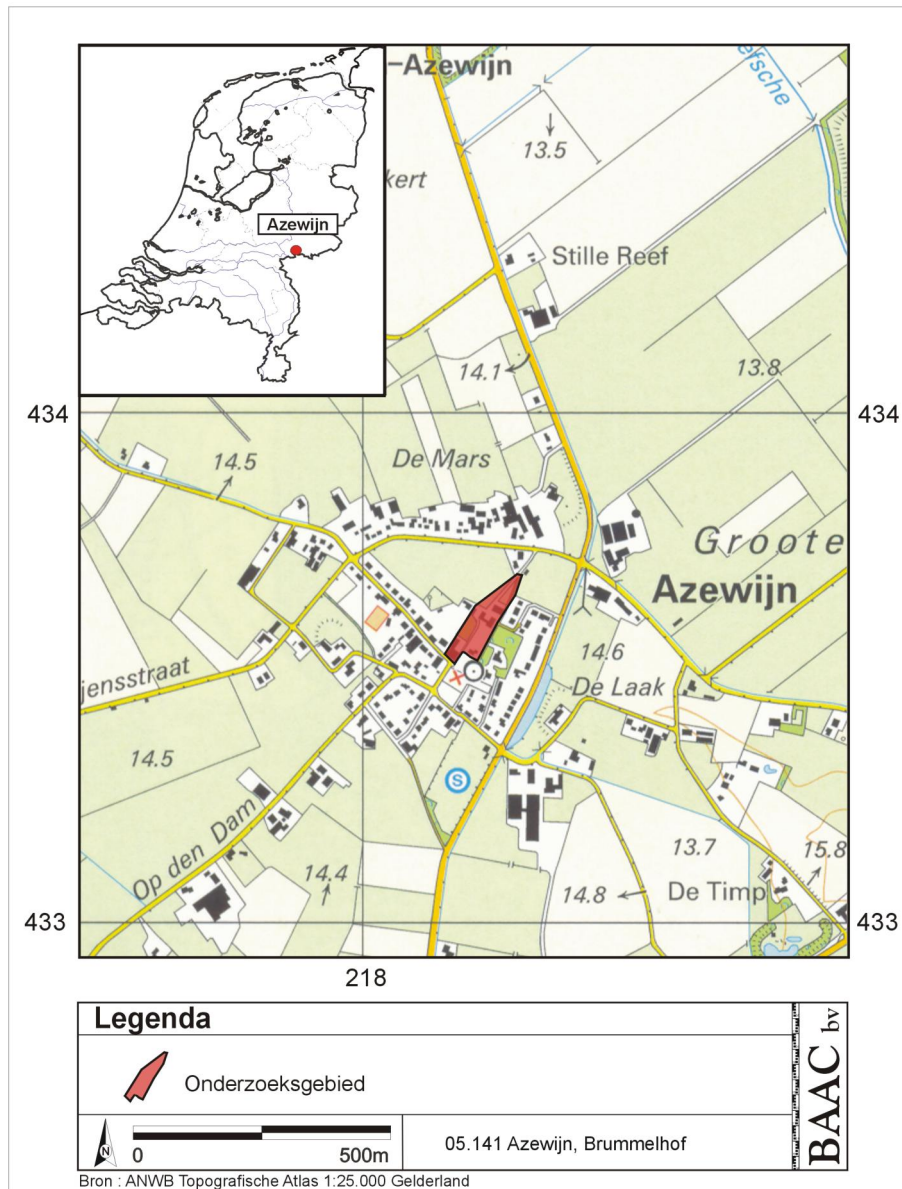 –Azewijn
efsche
13.5
kert
Azewijn
Stille Reef
14.1
13.8
434
434
14.5
De Mars
Groote
Azewijn
14.6
jensstraat
De Laak
14.5
S
Op den Dam
13.7
15.8
14.4
14.8
De Timp
433
433
218
Legenda
Onderzoeksgebied
BAAC bv
N
0
500m
05.141 Azewijn, Brummelhof
Bron : ANWB Topografische Atlas 1:25.000 Gelderland